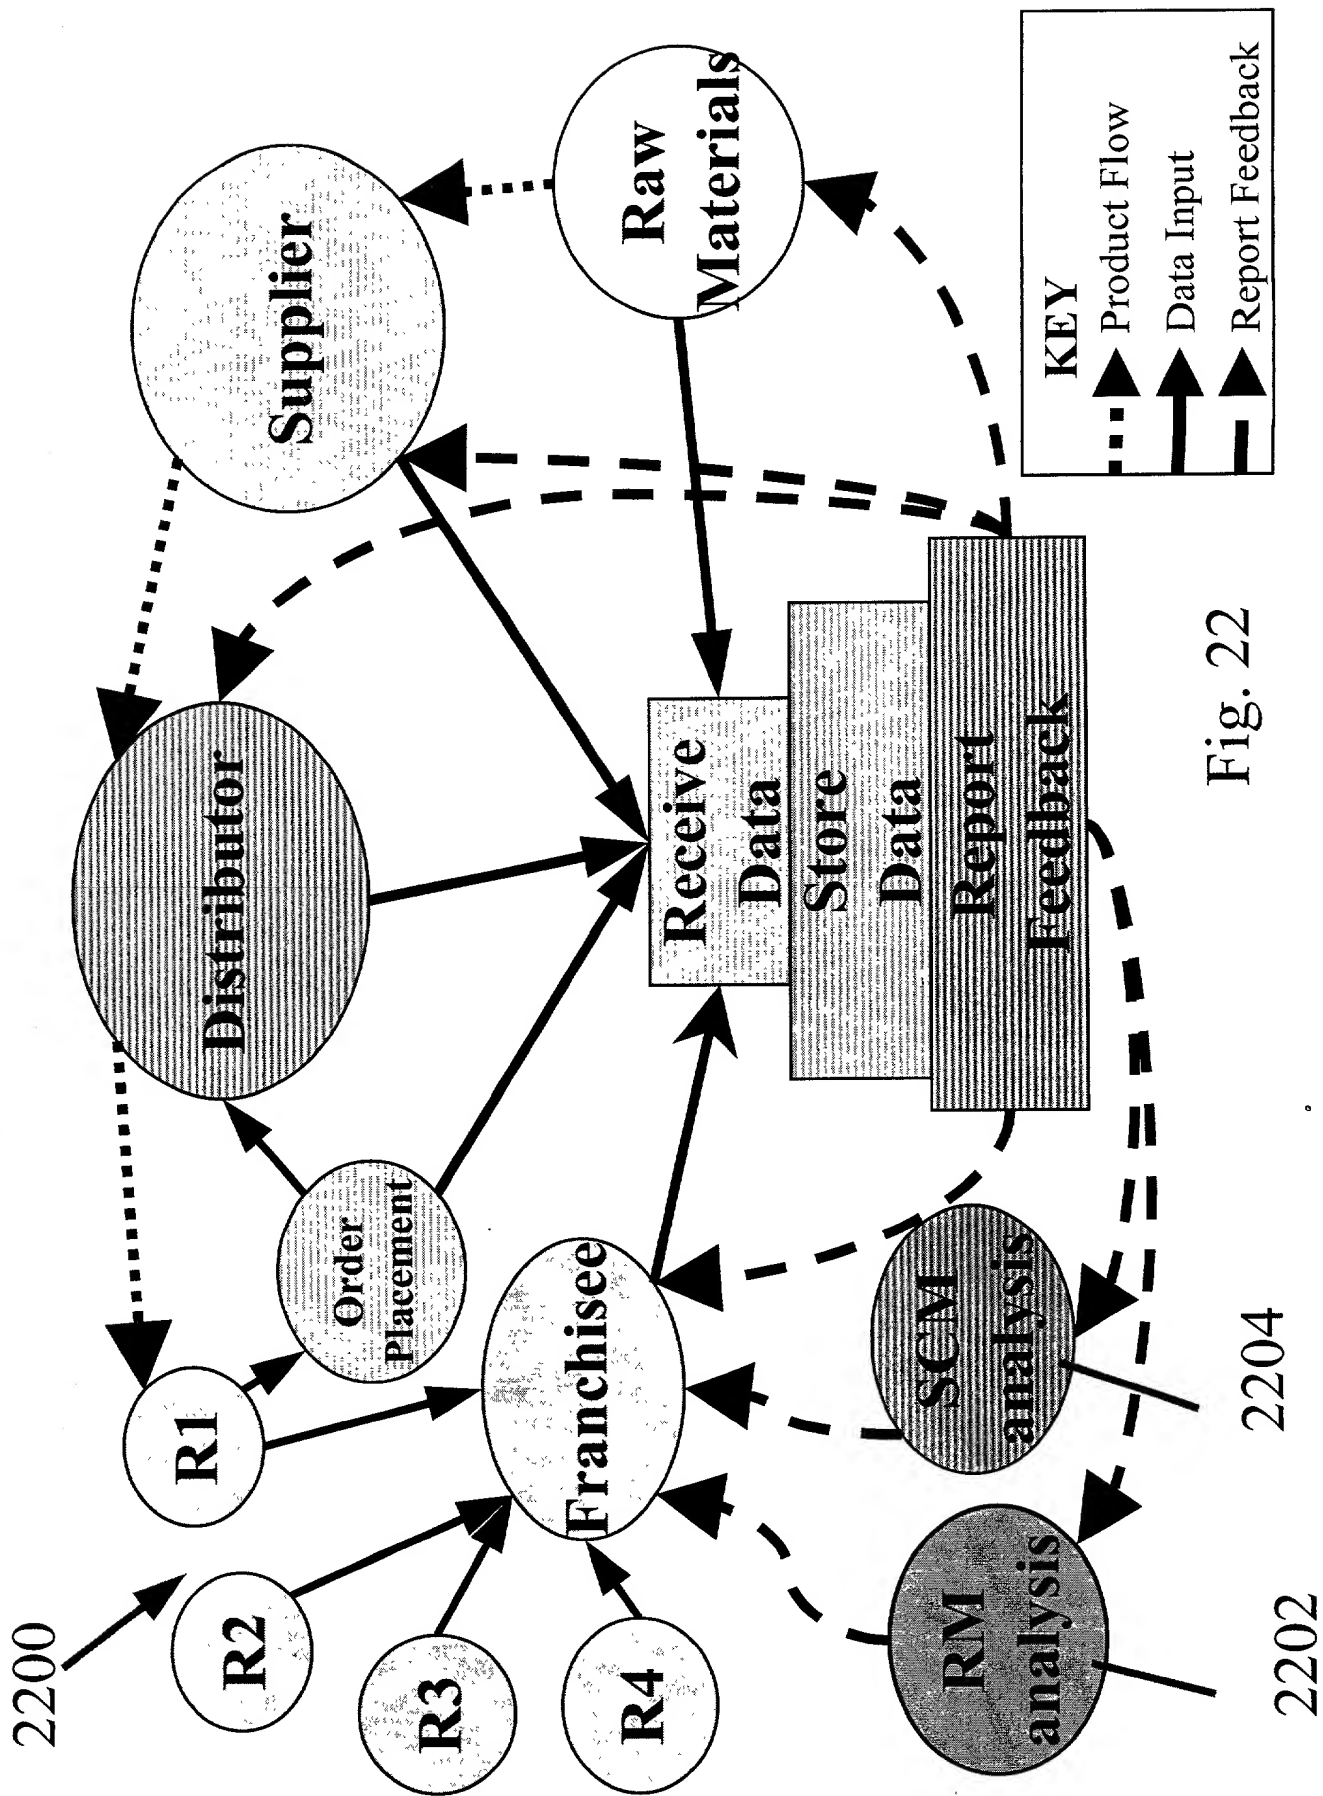 2200
R1
R2
R3
R4
Order
Placement
Distributor
Supplier
Franchisee
Raw
Materials
Receive
Data
Store
Data
Report
Feedback
SCM
analysis
RM
analysis
2202
2204
Fig. 22
KEY
Product Flow
Data Input
Report Feedback